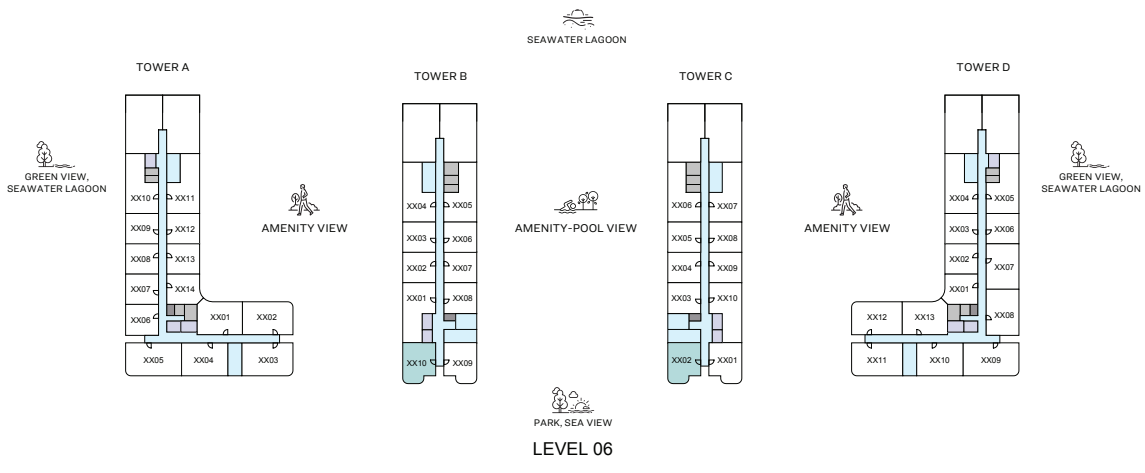 SEAWATER LAGOON
TOWER A
TOWER B
TOWER C
TOWER D
GREEN VIEW,
SEAWATER LAGOON
AMENITY VIEW
AMENITY-POOL VIEW
AMENITY VIEW
GREEN VIEW,
SEAWATER LAGOON
XX10 XX11
XX09 XX12
XX08 XX13
XX07 XX14
XX06 XX01 XX02
XX05 XX04 XX03
XX04 XX05
XX03 XX06
XX02 XX07
XX01 XX08
XX10 XX09
XX06 XX07
XX05 XX08
XX04 XX09
XX03 XX10
XX02 XX01
XX04 XX05
XX03 XX06
XX02 XX07
XX01
XX12 XX13 XX08
XX11 XX10 XX09
PARK, SEA VIEW
LEVEL 06